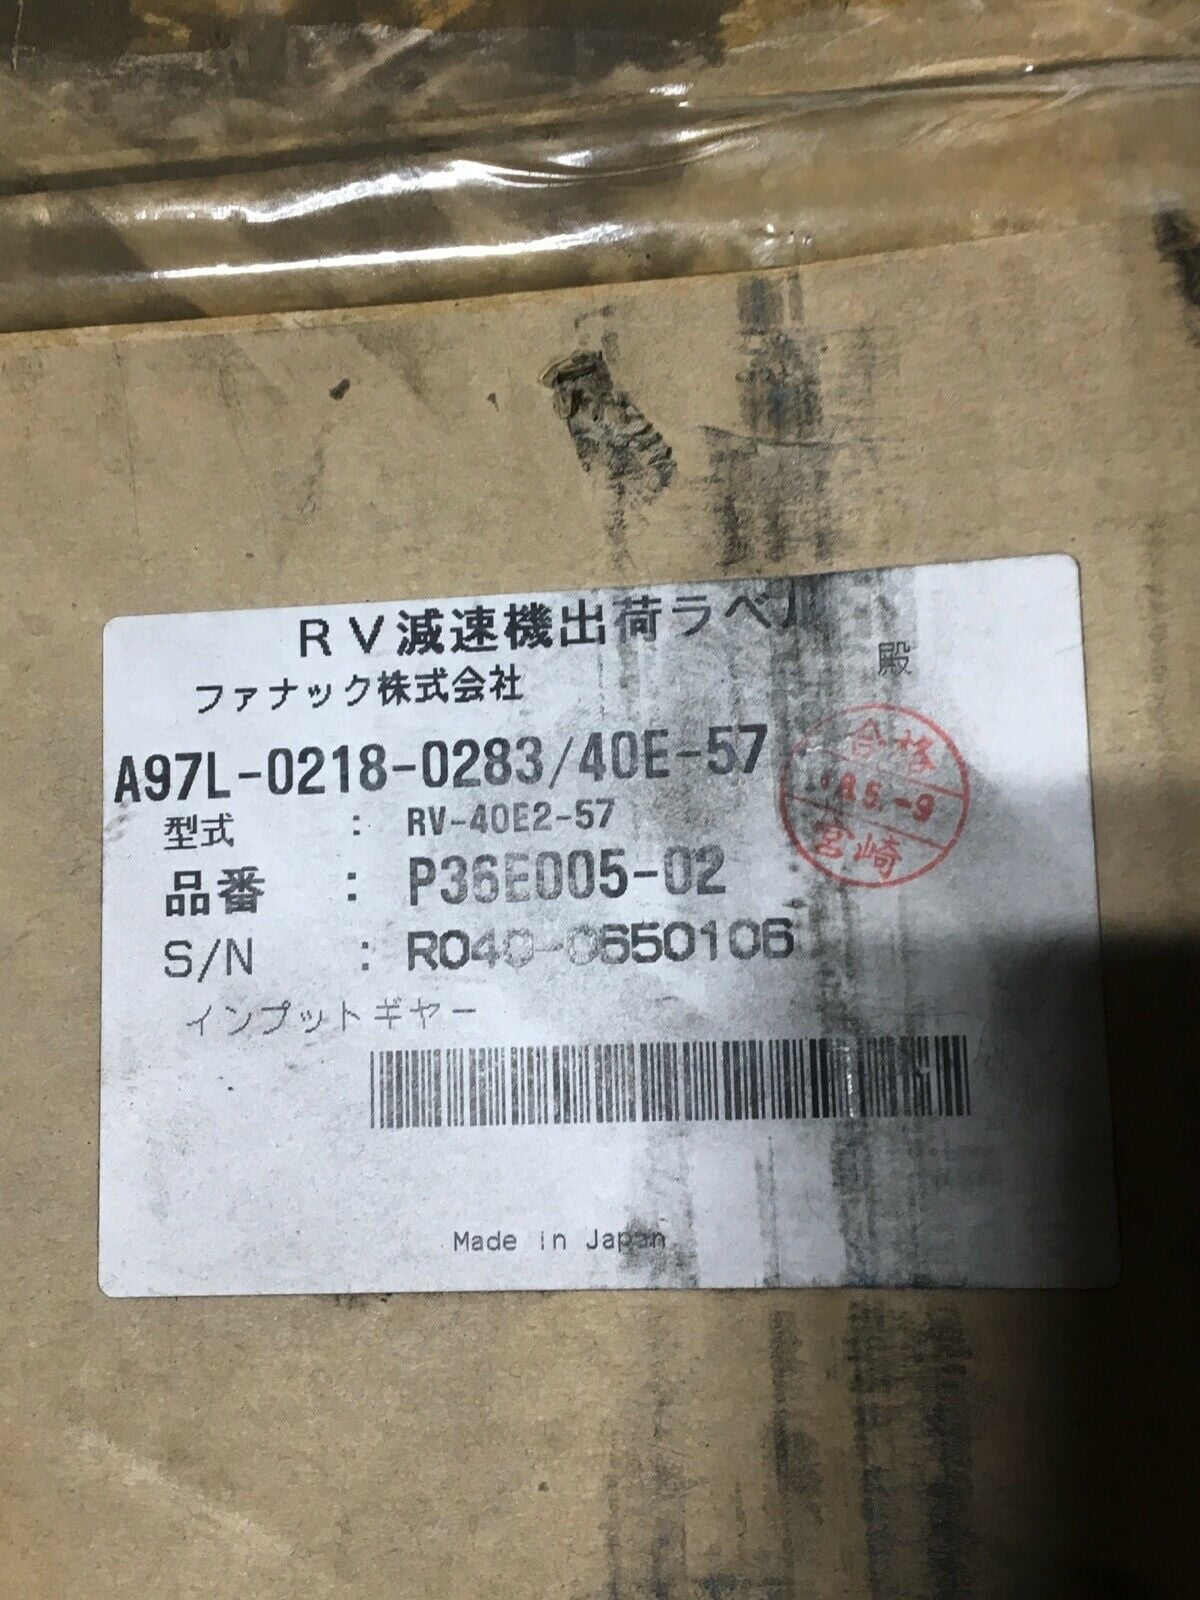 RV減速機出荷ラベル
ファナック株式会社 殿
A97L-0218-0283/40E-57
型式 : RV-40E2-57
品番 : P36E005-02
S/N : R040-0650106
インプットギヤー
Made in Japan
合格
5.-9
宮崎